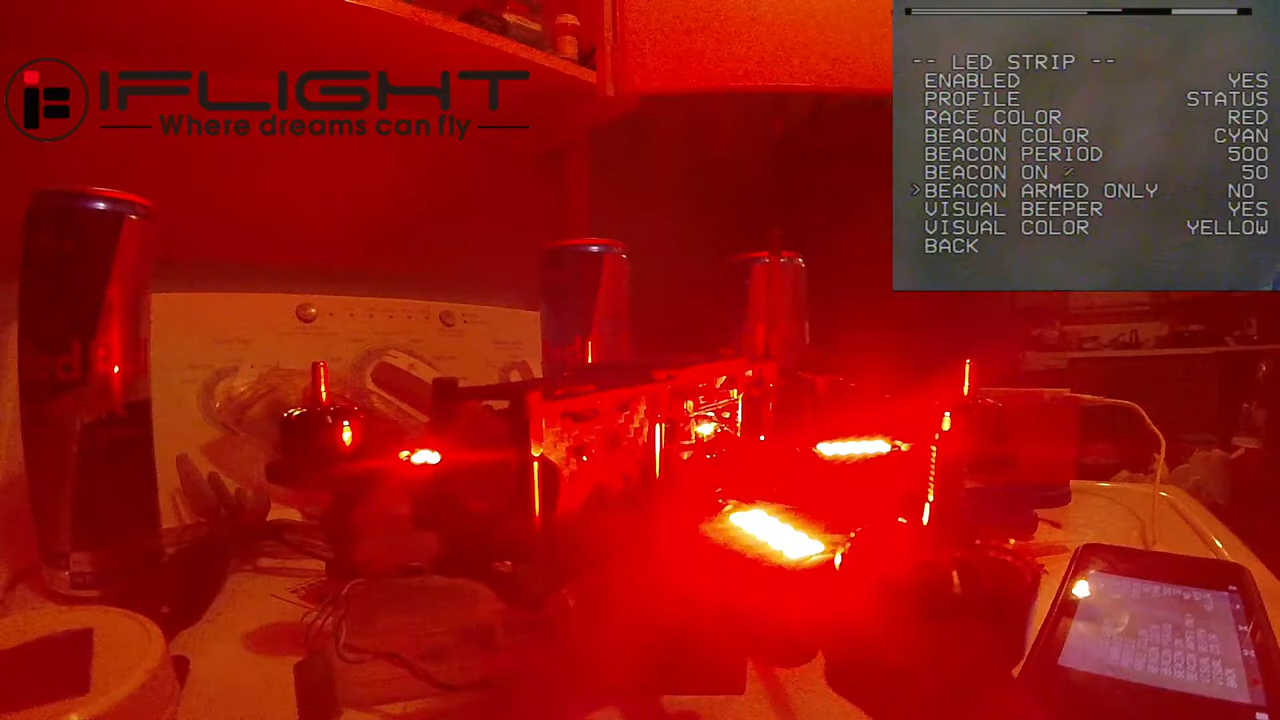 IFLIGHT
Where dreams can fly
-- LED STRIP --
ENABLED YES
PROFILE STATUS
RACE COLOR RED
BEACON COLOR CYAN
BEACON PERIOD 500
BEACON ON % 50
>BEACON ARMED ONLY NO
VISUAL BEEPER YES
VISUAL COLOR YELLOW
BACK